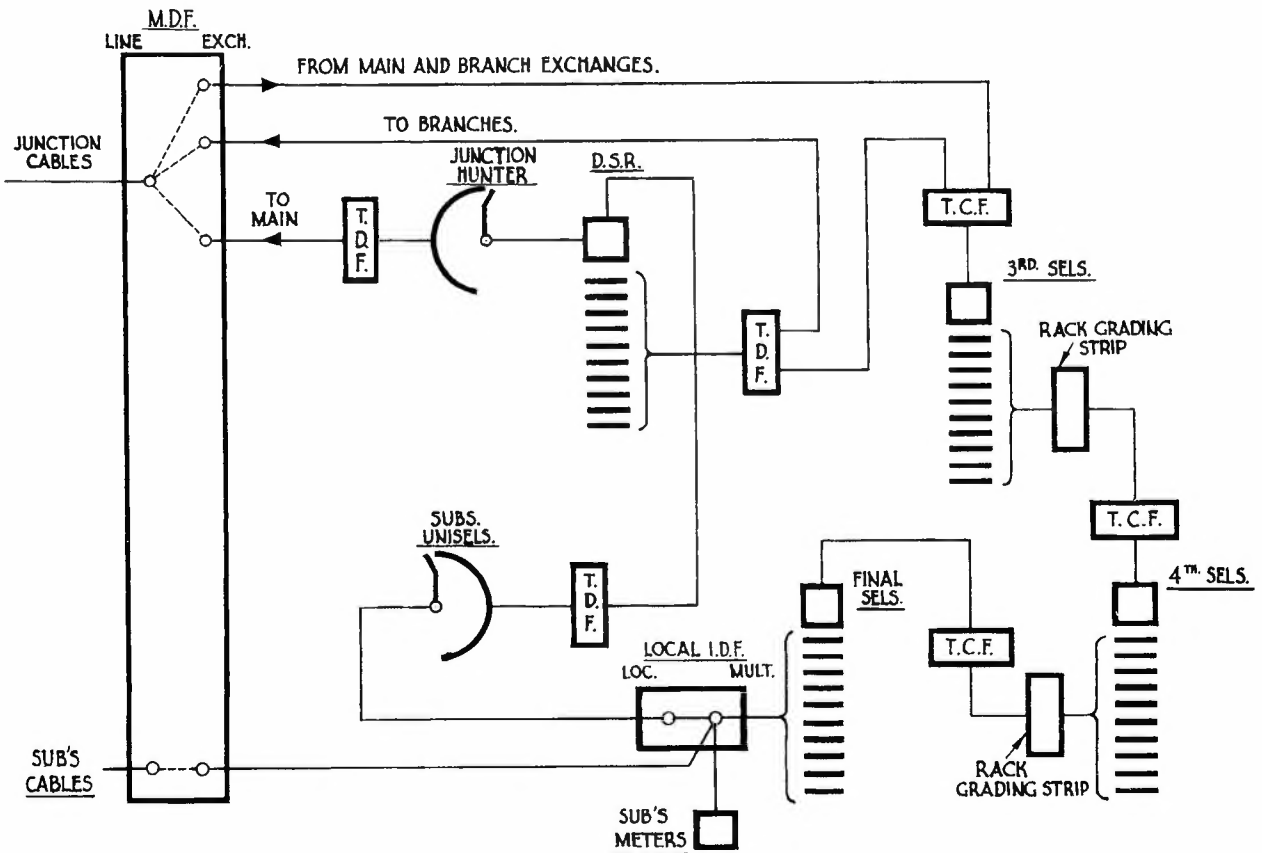 M.D.F.
LINE EXCH.
FROM MAIN AND BRANCH EXCHANGES.
TO BRANCHES.
JUNCTION
CABLES
JUNCTION
HUNTER
D.S.R.
TO
MAIN
T.
D.
F.
T.C.F.
3RD. SELS.
RACK GRADING
STRIP
T.
D.
F.
T.C.F.
4TH. SELS.
SUBS.
UNISELS.
T.
D.
F.
FINAL
SELS.
T.C.F.
LOCAL I.D.F.
LOC. MULT.
RACK
GRADING STRIP
SUB'S
CABLES
SUB'S
METERS